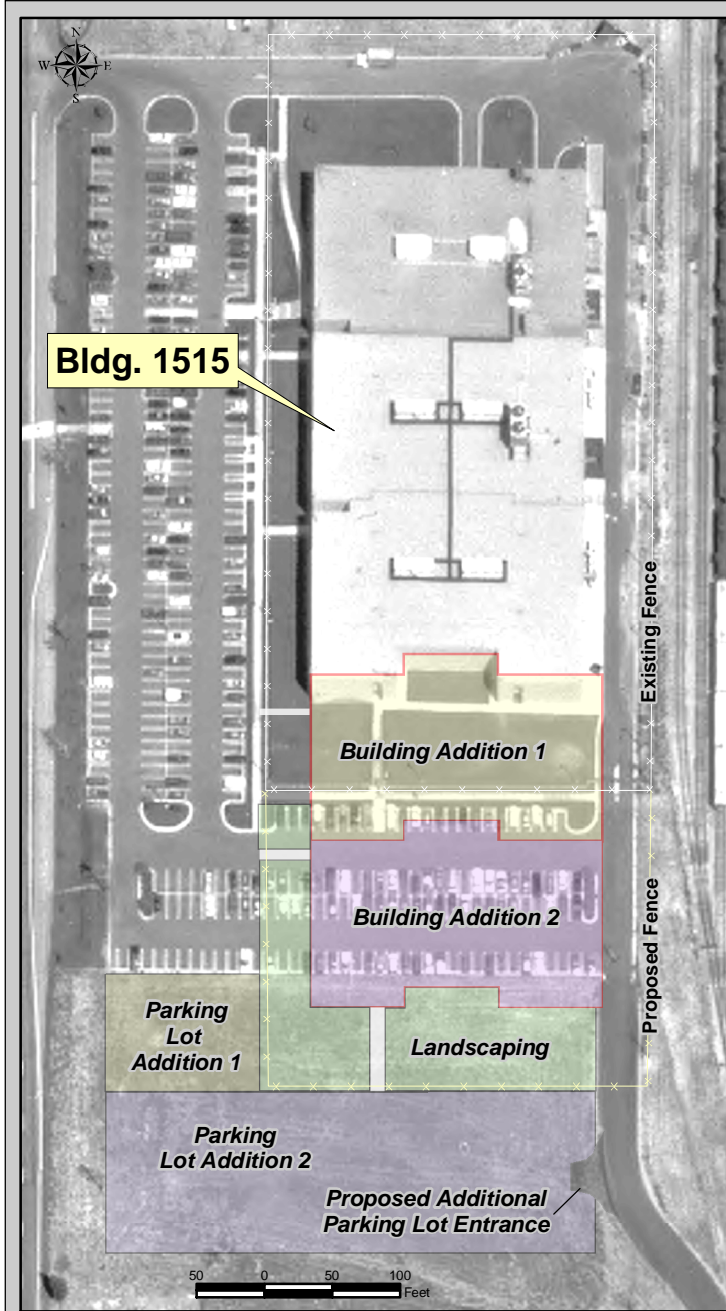 N
W E
S
Bldg. 1515
Existing Fence
Building Addition 1
Building Addition 2
Proposed Fence
Parking
Lot
Addition 1
Landscaping
Parking
Lot Addition 2
Proposed Additional
Parking Lot Entrance
50 0 50 100
Feet